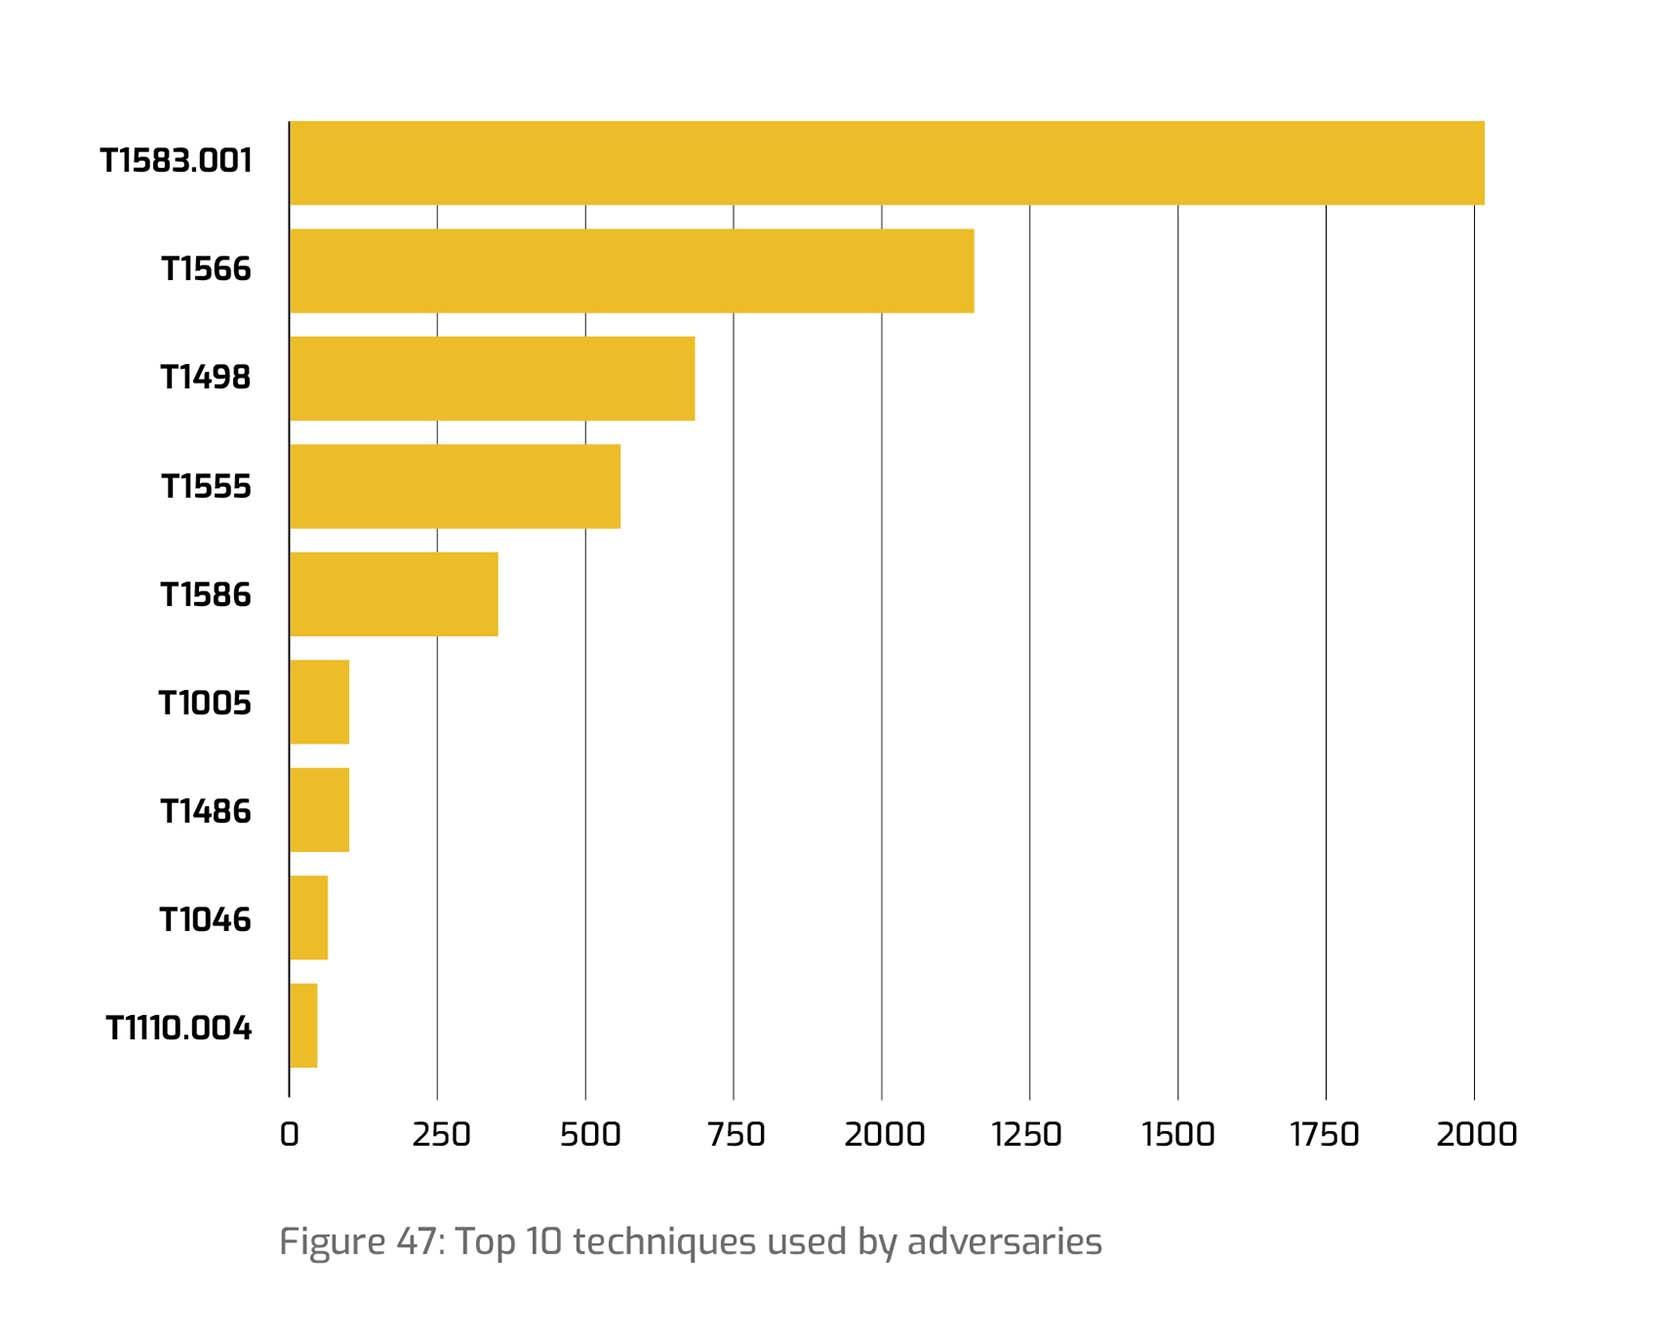 T1583.001
T1566
T1498
T1555
T1586
T1005
T1486
T1046
T1110.004
0 250 500 750 2000 1250 1500 1750 2000
Figure 47: Top 10 techniques used by adversaries